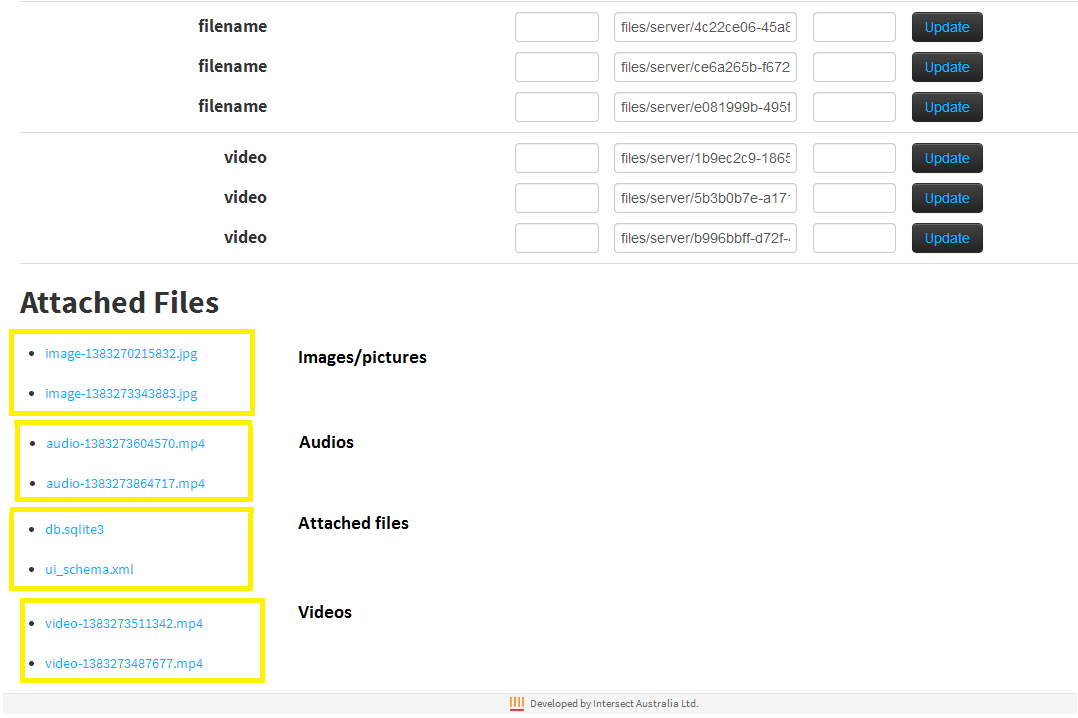 filename files/server/4c22ce06-45a8 Update
filename files/server/ce6a265b-f672 Update
filename files/server/e081999b-495f Update
video files/server/1b9ec2c9-1865 Update
video files/server/5b3b0b7e-a17 Update
video files/server/b996bbff-d72f- Update
Attached Files
image-1383270215832.jpg
Images/pictures
image-1383273343883.jpg
audio-1383273604570.mp4
Audios
audio-1383273864717.mp4
db.sqlite3
Attached files
ui_schema.xml
video-1383273511342.mp4
Videos
video-1383273487677.mp4
Developed by Intersect Australia Ltd.